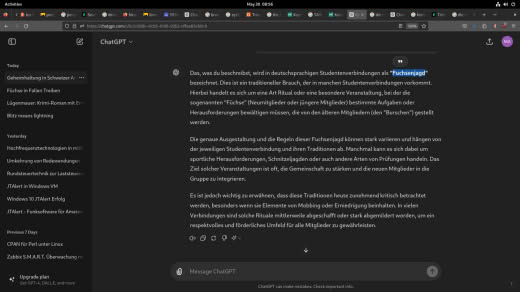 Activities
May 20 08:16
https://chatgpt.com/
ChatGPT
Today
Geheimhaltung in Schweizer A
Füchse in Fallen Treiben
Lügenmauer: Krimi-Roman mit E
Blitz neues lightning
Yesterday
Nachfrequenztechnologien in mittl
Umkehrung von Redewendungen
Rundsteuertechnik zur Laststeue
JTAlert in Windows VM
Windows 10 JTAlert Erfolg
JTAlert - Funksoftware für Amateu
Previous 7 Days
CPAN für Perl unter Linux
Zabbix S.M.A.R.T. Überwachung
Upgrade plan
Get GPT-4, DALL·E, and more
Das, was du beschreibst, wird in deutschsprachigen Studentenverbindungen als "Fuchsenjagd"
bezeichnet. Dies ist ein traditioneller Brauch, der in manchen Studentenverbindungen vorkommt.
Hierbei handelt es sich um eine Art Ritual oder eine besondere Veranstaltung, bei der die
sogenannten "Füchse" (Neumitglieder oder jüngere Mitglieder) bestimmte Aufgaben oder
Herausforderungen bewältigen müssen, die von den älteren Mitgliedern (den "Burschen") gestellt
werden.
Die genaue Ausgestaltung und die Regeln dieser Fuchsenjagd können stark variieren und hängen von
der jeweiligen Studentenverbindung und ihren Traditionen ab. Manchmal kann es sich dabei um
sportliche Herausforderungen, Schnitzeljagden oder auch andere Arten von Prüfungen handeln. Das
Ziel solcher Veranstaltungen ist oft, die Gemeinschaft zu stärken und die neuen Mitglieder in die
Gruppe zu integrieren.
Es ist jedoch wichtig zu erwähnen, dass diese Traditionen heute zunehmend kritisch betrachtet
werden, besonders wenn sie Elemente von Mobbing oder Erniedrigung beinhalten. In vielen
Verbindungen sind solche Rituale mittlerweile abgeschafft oder stark abgemildert worden, um ein
respektvolles und förderliches Umfeld für alle Mitglieder zu gewährleisten.
Message ChatGPT
ChatGPT can make mistakes. Check important info.